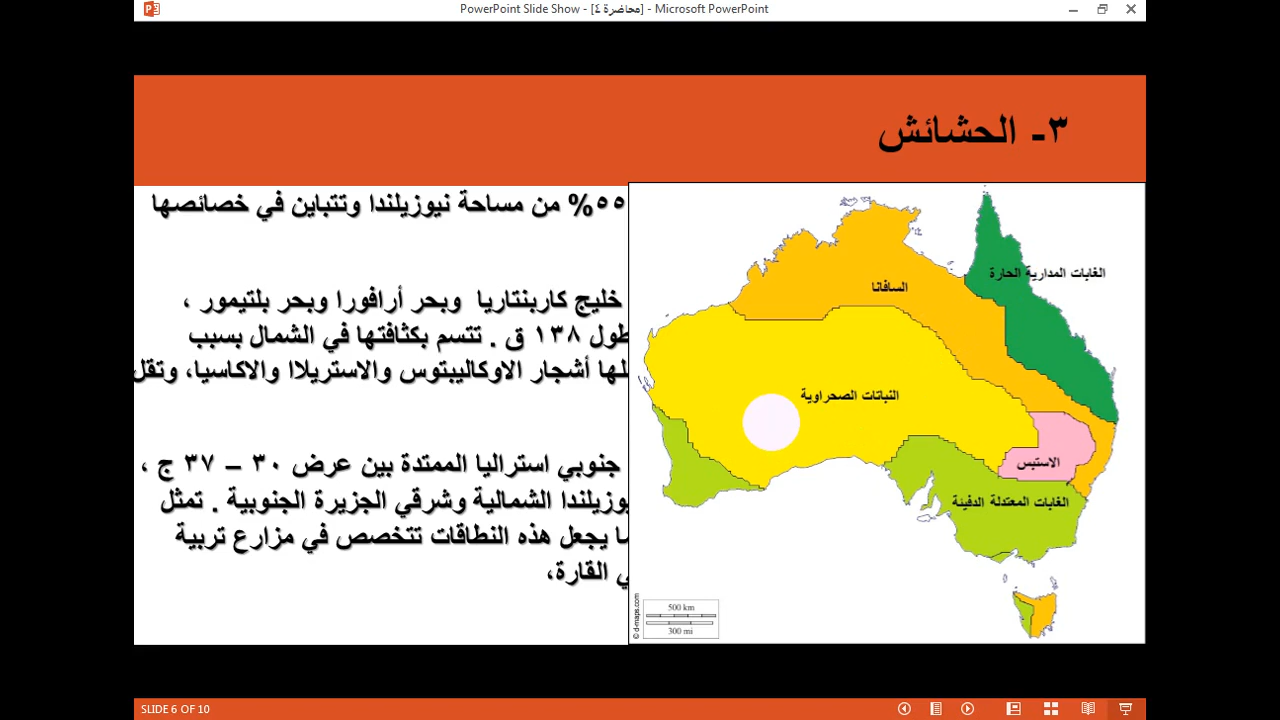 PowerPoint Slide Show - [محاضرة ٤] - Microsoft PowerPoint
٣- الحشائش
٥٥% من مساحة نيوزيلندا وتتباين في خصائصها
خليج كاربنتاريا وبحر أرافورا وبحر بلتيمور ،
طول ١٣٨ ق . تتسم بكثافتها في الشمال بسبب
أشجار الاوكاليبتوس والاستريلاا والاكاسيا، وتقل
جنوبي استراليا الممتدة بين عرض ٣٠ – ٣٧ ج ،
الشمالية وشرقي الجزيرة الجنوبية . تمثل
يجعل هذه النطاقات تتخصص في مزارع تربية
القارة،
الغابات المدارية الحارة
السافانا
النباتات الصحراوية
الاستبس
الغابات المعتدلة الدفيئة
500 km
300 mi
© d-maps.com
SLIDE 6 OF 10